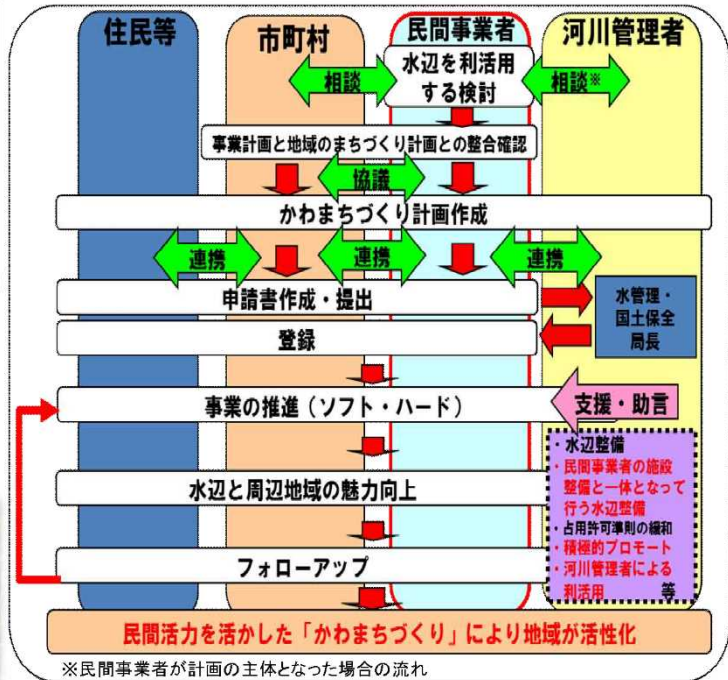 住民等
市町村
民間事業者
河川管理者
相談
水辺を利活用
する検討
相談※
事業計画と地域のまちづくり計画との整合確認
協議
かわまちづくり計画作成
連携
連携
連携
申請書作成・提出
水管理・
国土保全
局長
登録
事業の推進(ソフト・ハード)
支援・助言
・水辺整備
・民間事業者の施設
整備と一体となって
行う水辺整備
・占用許可準則の緩和
・積極的プロモート
・河川管理者による
利活用 等
水辺と周辺地域の魅力向上
フォローアップ
民間活力を活かした「かわまちづくり」により地域が活性化
※民間事業者が計画の主体となった場合の流れ